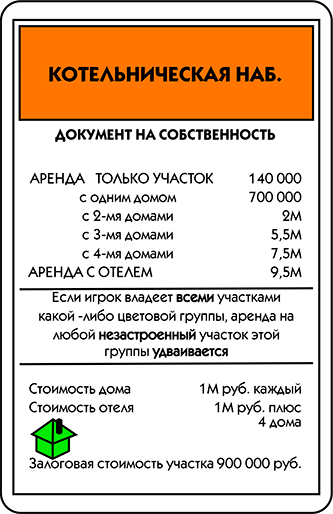 КОТЕЛЬНИЧЕСКАЯ НАБ.
ДОКУМЕНТ НА СОБСТВЕННОСТЬ
АРЕНДА ТОЛЬКО УЧАСТОК 140 000
с одним домом 700 000
с 2-мя домами 2М
с 3-мя домами 5,5М
с 4-мя домами 7,5М
АРЕНДА С ОТЕЛЕМ 9,5М
Если игрок владеет всеми участками
какой -либо цветовой группы, аренда на
любой незастроенный участок этой
группы удваивается
Стоимость дома 1М руб. каждый
Стоимость отеля 1М руб. плюс
4 дома
Залоговая стоимость участка 900 000 руб.